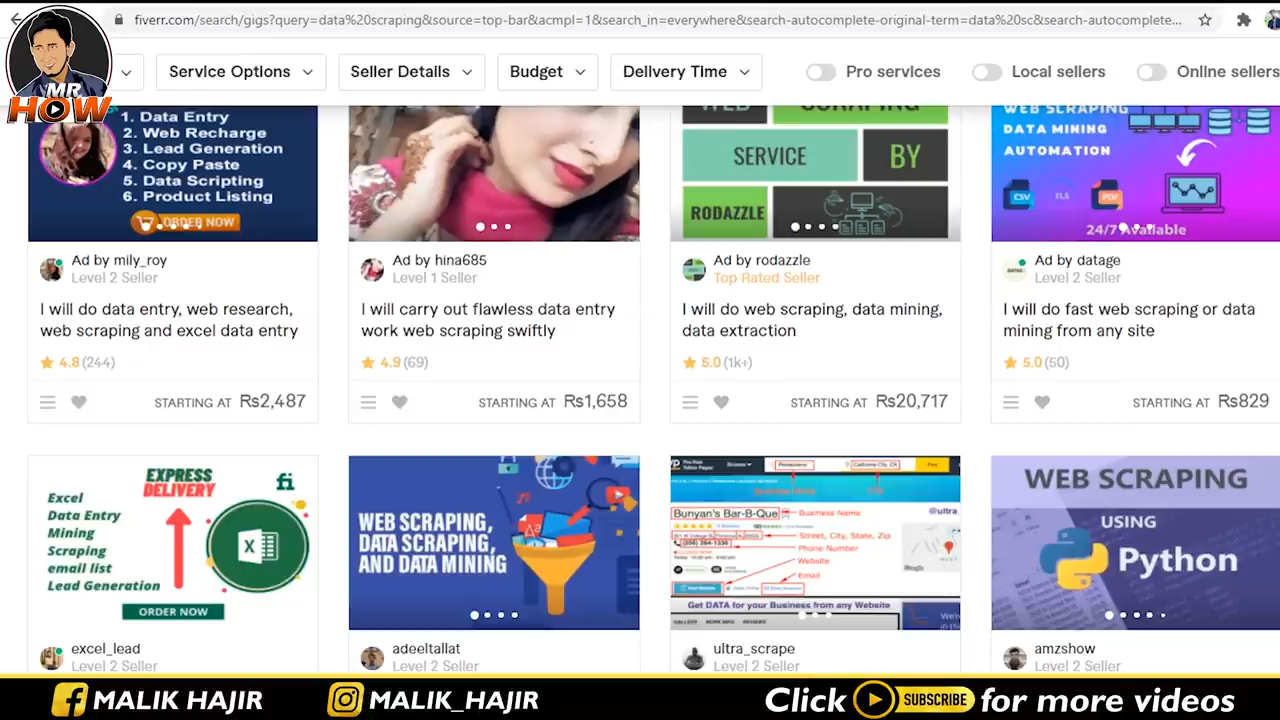 fiverr.com/search/gigs?query=data%20scraping&source=top-bar&acmpl=1&search_in=everywhere&search-autocomplete-original-term=data%20sc&search-autocomplete...
MR
HOW
Service Options
Seller Details
Budget
Delivery Time
Pro services
Local sellers
Online sellers
1. Data Entry
2. Web Recharge
3. Lead Generation
4. Copy Paste
5. Data Scripting
6. Product Listing
ORDER NOW
WEB SCRAPING
SERVICE BY
RODAZZLE
WEB SCRAPING
DATA MINING
AUTOMATION
CSV XLS PDF
24/7 Available
Ad by mily_roy
Level 2 Seller
I will do data entry, web research,
web scraping and excel data entry
4.8 (244)
STARTING AT Rs2,487
Ad by hina685
Level 1 Seller
I will carry out flawless data entry
work web scraping swiftly
4.9 (69)
STARTING AT Rs1,658
Ad by rodazzle
Top Rated Seller
I will do web scraping, data mining,
data extraction
5.0 (1k+)
STARTING AT Rs20,717
Ad by datage
Level 2 Seller
I will do fast web scraping or data
mining from any site
5.0 (50)
STARTING AT Rs829
EXPRESS
DELIVERY
fi
Excel
Data Entry
Mining
Scraping
email list
Lead Generation
X
ORDER NOW
excel_lead
Level 2 Seller
WEB SCRAPING,
DATA SCRAPING,
AND DATA MINING
adeeltallat
Level 2 Seller
Bunyan's Bar-B-Que
Business Name
@ultra
Street, City, State, Zip
Phone Number
Website
Email
Get DATA for your Business from any Website
ultra_scrape
Level 2 Seller
WEB SCRAPING
USING
Python
amzshow
Level 2 Seller
MALIK HAJIR
MALIK_HAJIR
Click SUBSCRIBE for more videos